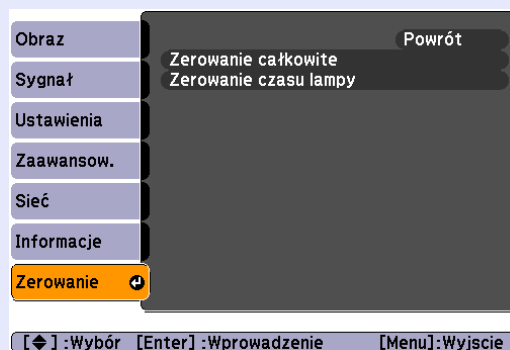 Obraz
Sygnał
Ustawienia
Zaawansow.
Sieć
Informacje
Zerowanie
Powrót
Zerowanie całkowite
Zerowanie czasu lampy
[◆] :Wybór [Enter] :Wprowadzenie [Menu]:Wyjscie